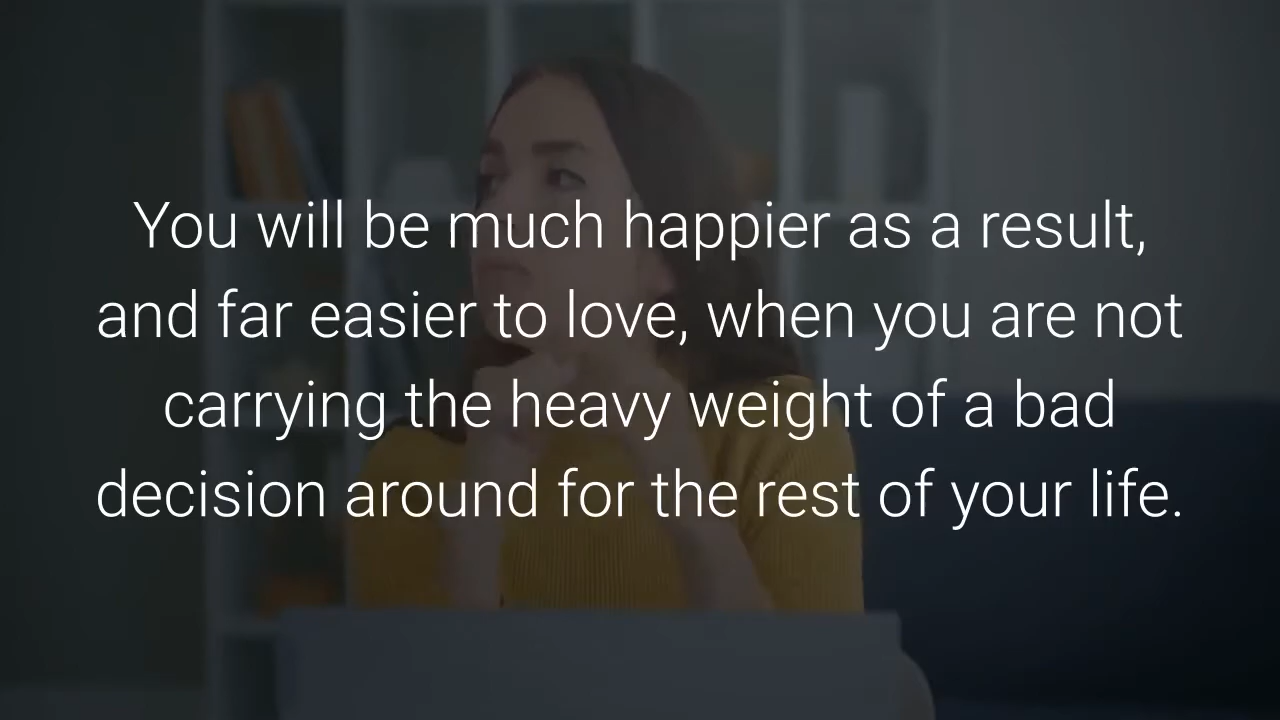 You will be much happier as a result,
and far easier to love, when you are not
carrying the heavy weight of a bad
decision around for the rest of your life.